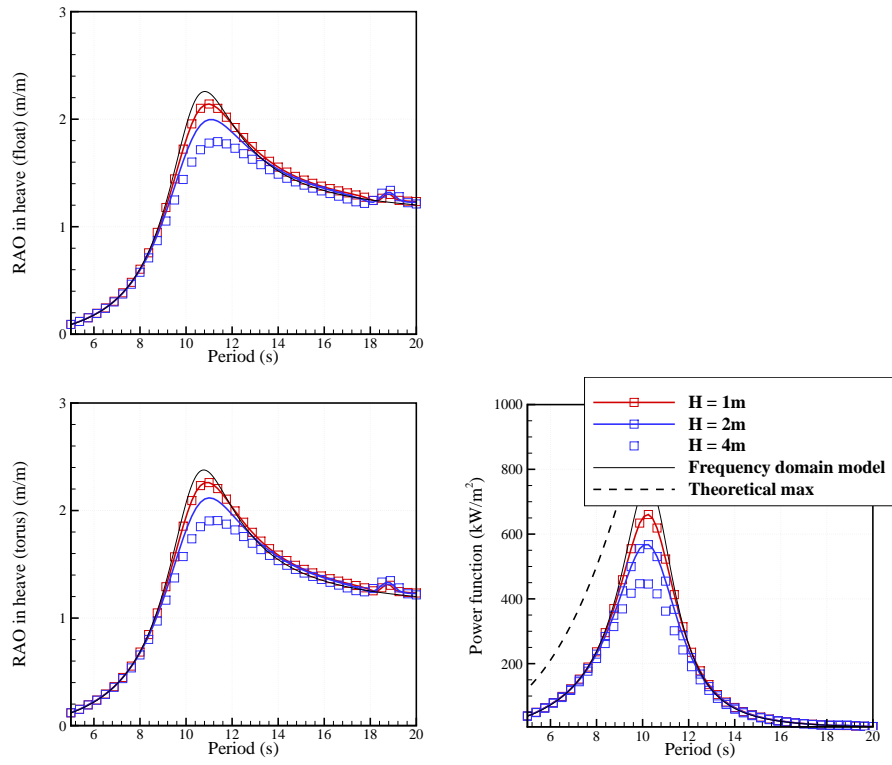 3
2
1
0
RAO in heave (float) (m/m)
6 8 10 12 14 16 18 20
Period (s)
3
2
1
0
RAO in heave (torus) (m/m)
6 8 10 12 14 16 18 20
Period (s)
1000
800
600
400
200
Power function (kW/m²)
6 8 10 12 14 16 18 20
Period (s)
H = 1m
H = 2m
H = 4m
Frequency domain model
Theoretical max